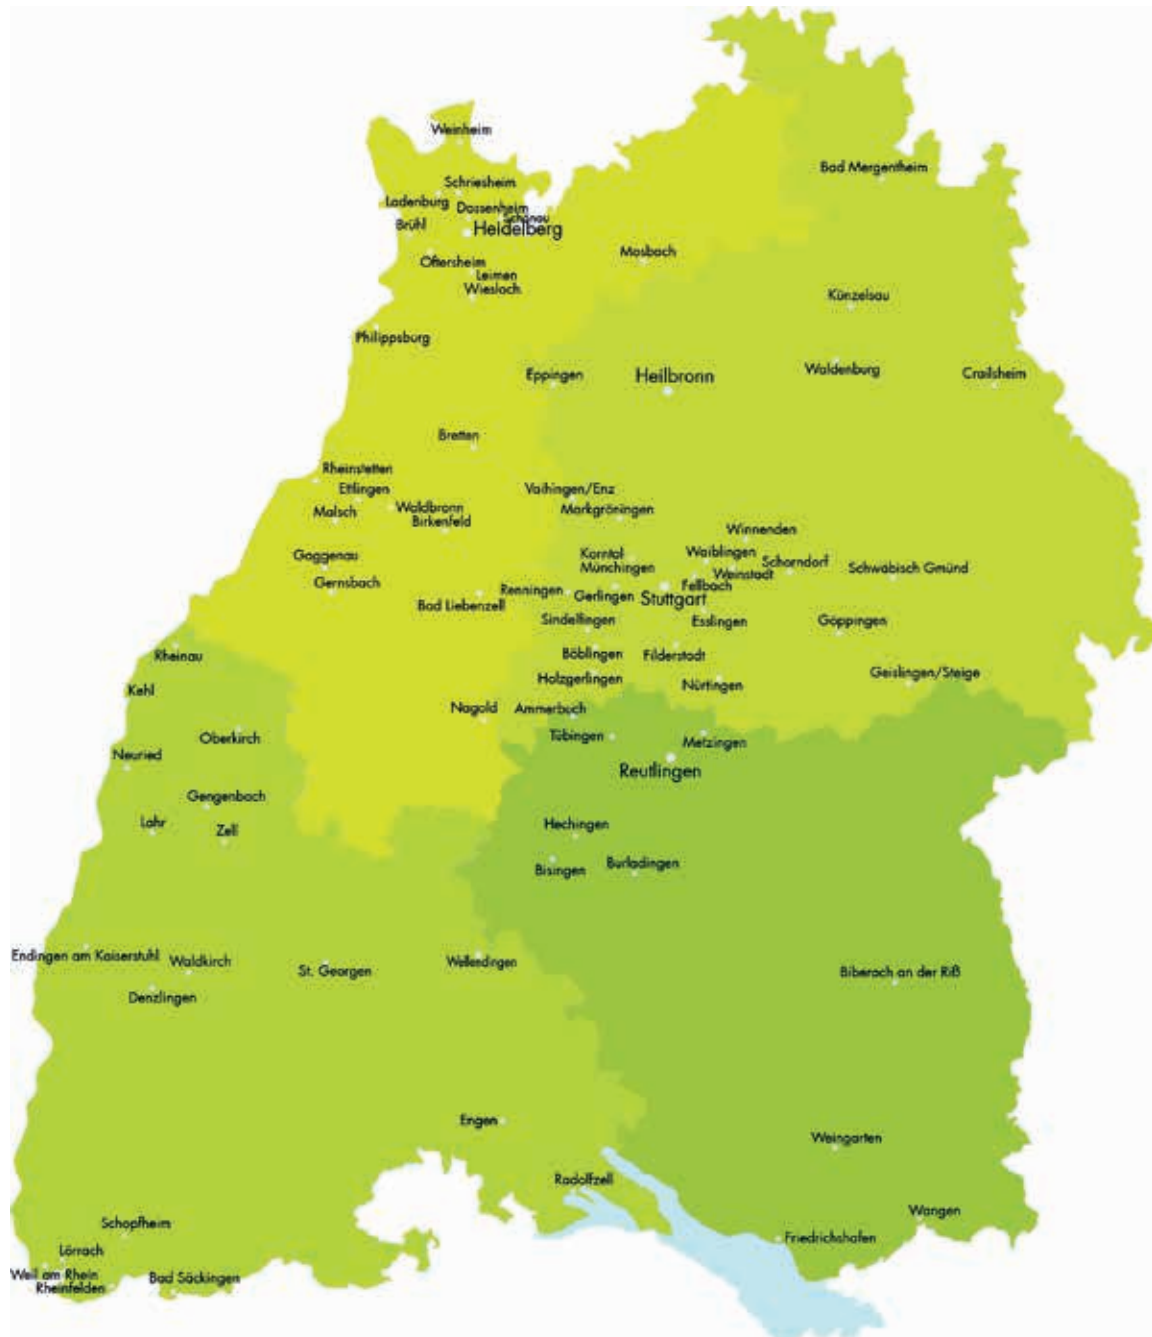 Weinheim
Schriesheim
Ladenburg
Dossenheim
Schönau
Brühl
Heidelberg
Oftersheim
Leimen
Wiesloch
Philippsburg
Mosbach
Bad Mergentheim
Künzelsau
Waldenburg
Crailsheim
Eppingen
Heilbronn
Bretten
Rheinstetten
Ettlingen
Malsch
Waldbronn
Birkenfeld
Vaihingen/Enz
Markgröningen
Winnenden
Gaggenau
Gernsbach
Korntal
Münchingen
Waiblingen
Schorndorf
Weinstadt
Fellbach
Schwäbisch Gmünd
Bad Liebenzell
Renningen
Gerlingen
Stuttgart
Sindelfingen
Esslingen
Göppingen
Böblingen
Filderstadt
Holzgerlingen
Nürtingen
Geislingen/Steige
Rheinau
Kehl
Nagold
Ammerbuch
Oberkirch
Neuried
Tübingen
Metzingen
Reutlingen
Gengenbach
Lahr
Zell
Hechingen
Bisingen
Burladingen
Endingen am Kaiserstuhl
Waldkirch
St. Georgen
Wellendingen
Biberach an der Riß
Denzlingen
Engen
Weingarten
Radolfzell
Wangen
Friedrichshafen
Schopfheim
Lörrach
Weil am Rhein
Rheinfelden
Bad Säckingen